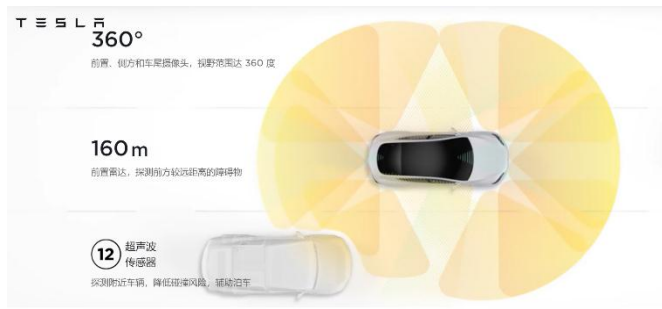 TESLA
360°
前置、侧方和车尾摄像头，视野范围达 360 度
160 m
前置雷达，探测前方较远距离的障碍物
12 超声波
传感器
探测附近车辆，降低碰撞风险，辅助泊车